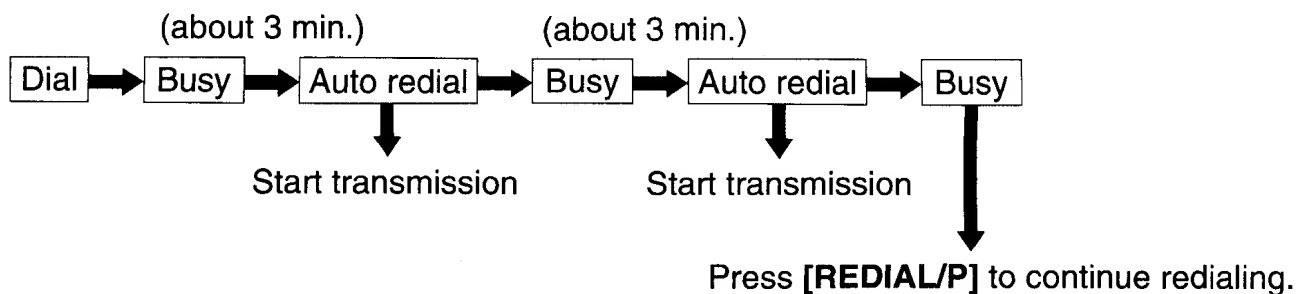 (about 3 min.) (about 3 min.)
Dial Busy Auto redial Busy Auto redial Busy
Start transmission Start transmission
Press [REDIAL/P] to continue redialing.